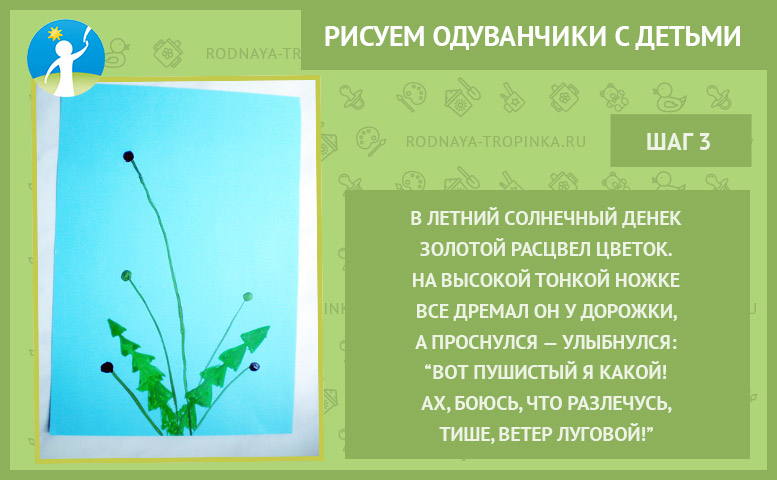 РИСУЕМ ОДУВАНЧИКИ С ДЕТЬМИ
RODNAYA-TR
RODNAYA-TROPINKA.RU
ШАГ 3
В ЛЕТНИЙ СОЛНЕЧНЫЙ ДЕНЕК
ЗОЛОТОЙ РАСЦВЕЛ ЦВЕТОК.
НА ВЫСОКОЙ ТОНКОЙ НОЖКЕ
ВСЕ ДРЕМАЛ ОН У ДОРОЖКИ,
А ПРОСНУЛСЯ — УЛЫБНУЛСЯ:
“ВОТ ПУШИСТЫЙ Я КАКОЙ!
АХ, БОЮСЬ, ЧТО РАЗЛЕЧУСЬ,
ТИШЕ, ВЕТЕР ЛУГОВОЙ!”